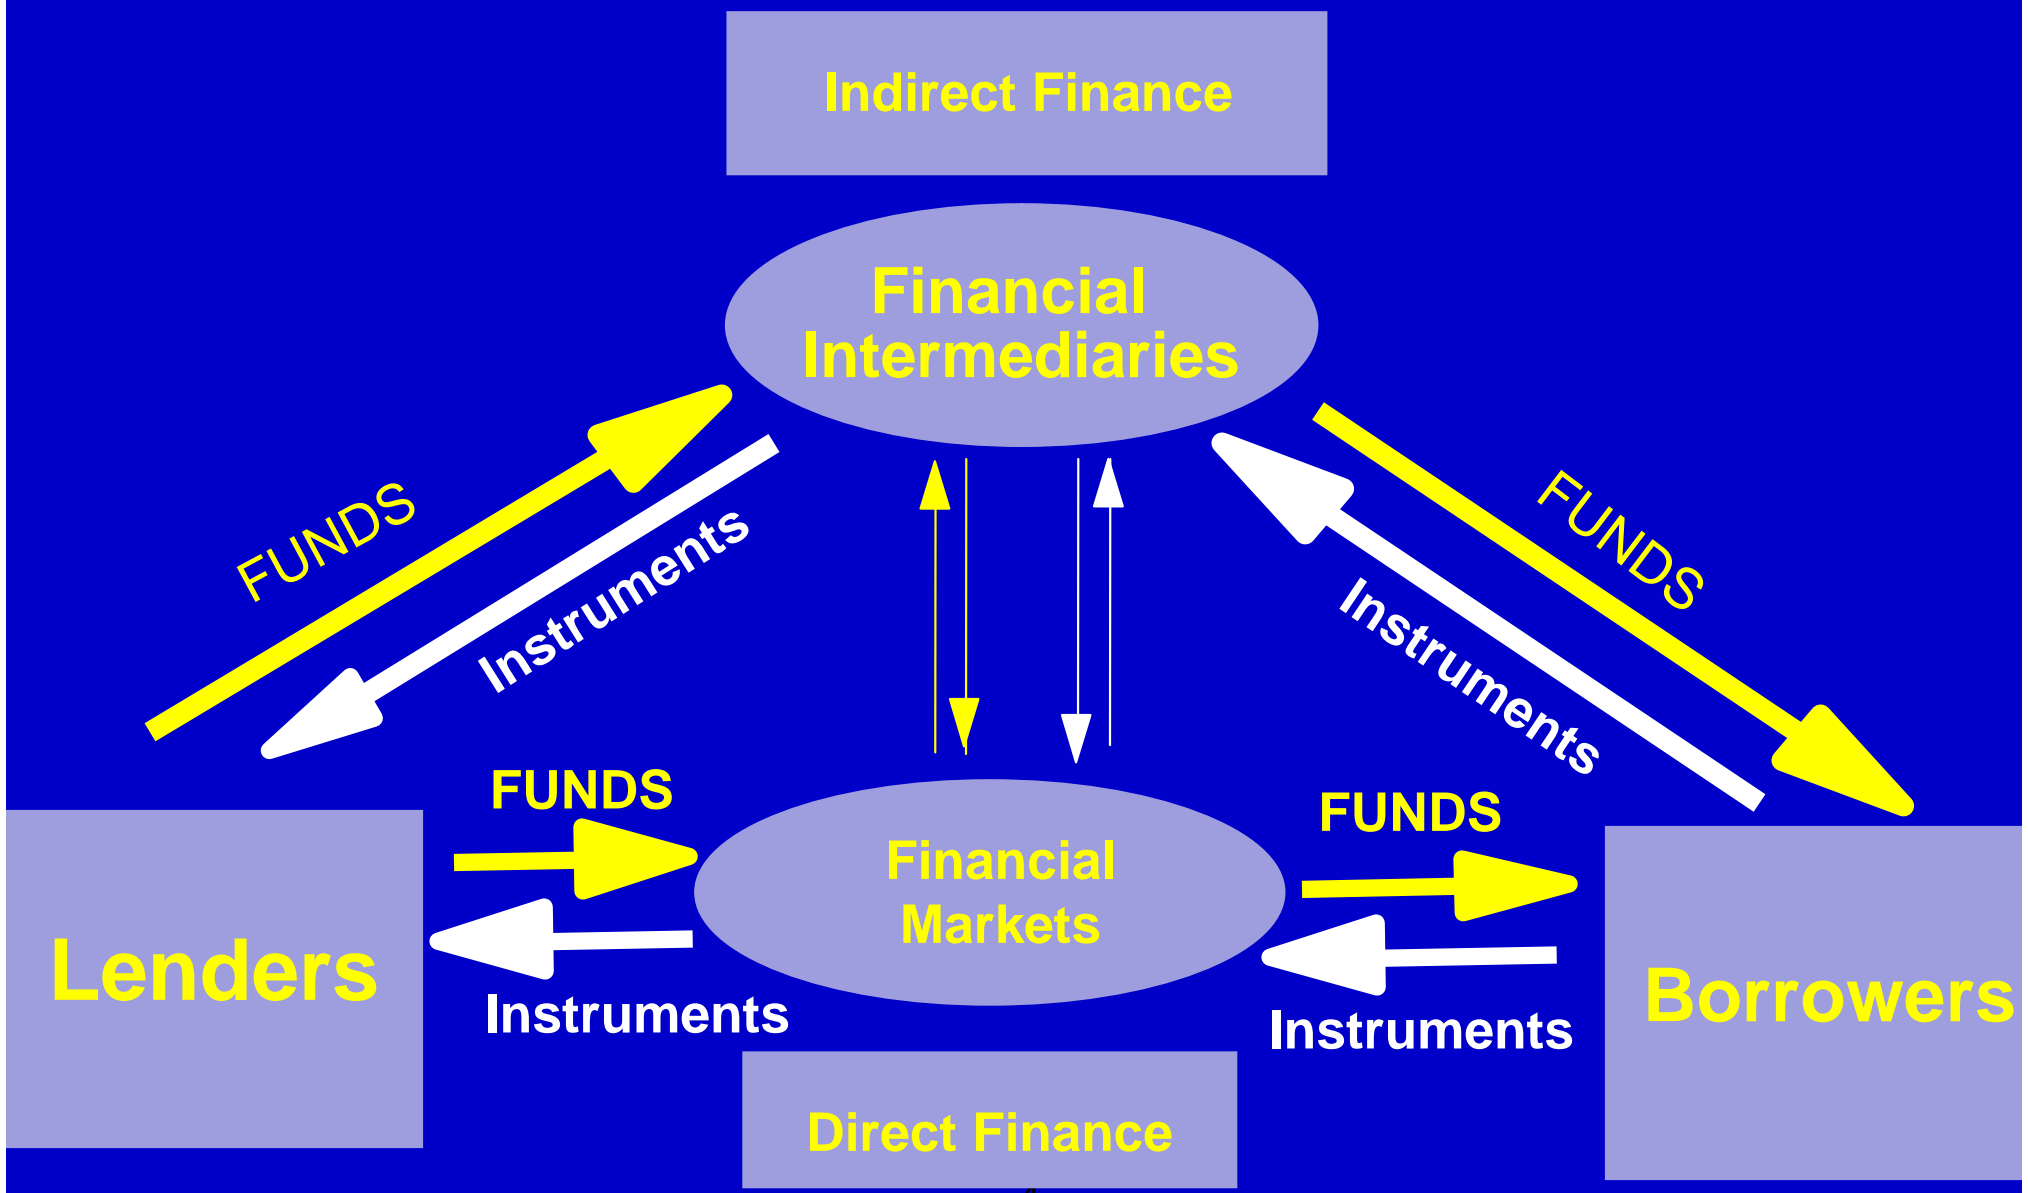 Indirect Finance
Financial
Intermediaries
FUNDS
Instruments
FUNDS
Instruments
FUNDS
FUNDS
Financial
Markets
Lenders
Borrowers
Instruments
Instruments
Direct Finance